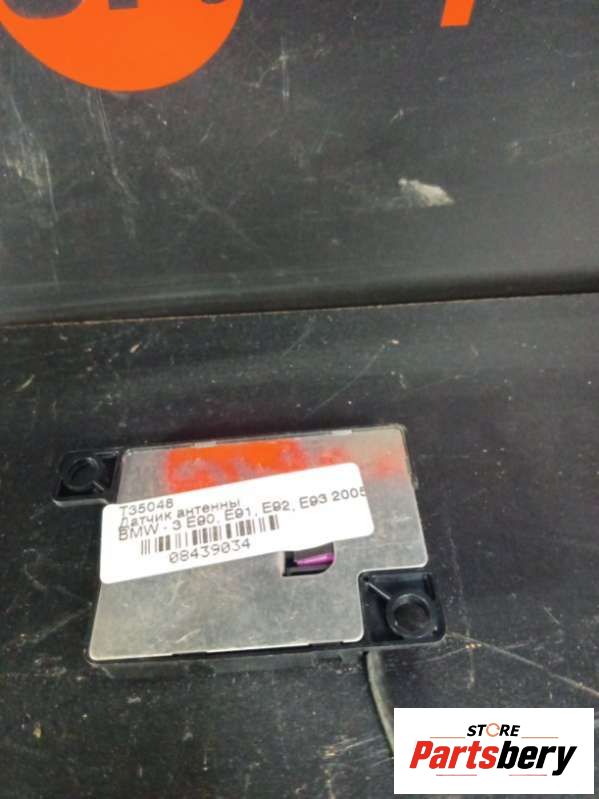 T35048
Датчик антенны
BMW - 3 E90, E91, E92, E93 2005
08439034
STORE
Partsbery